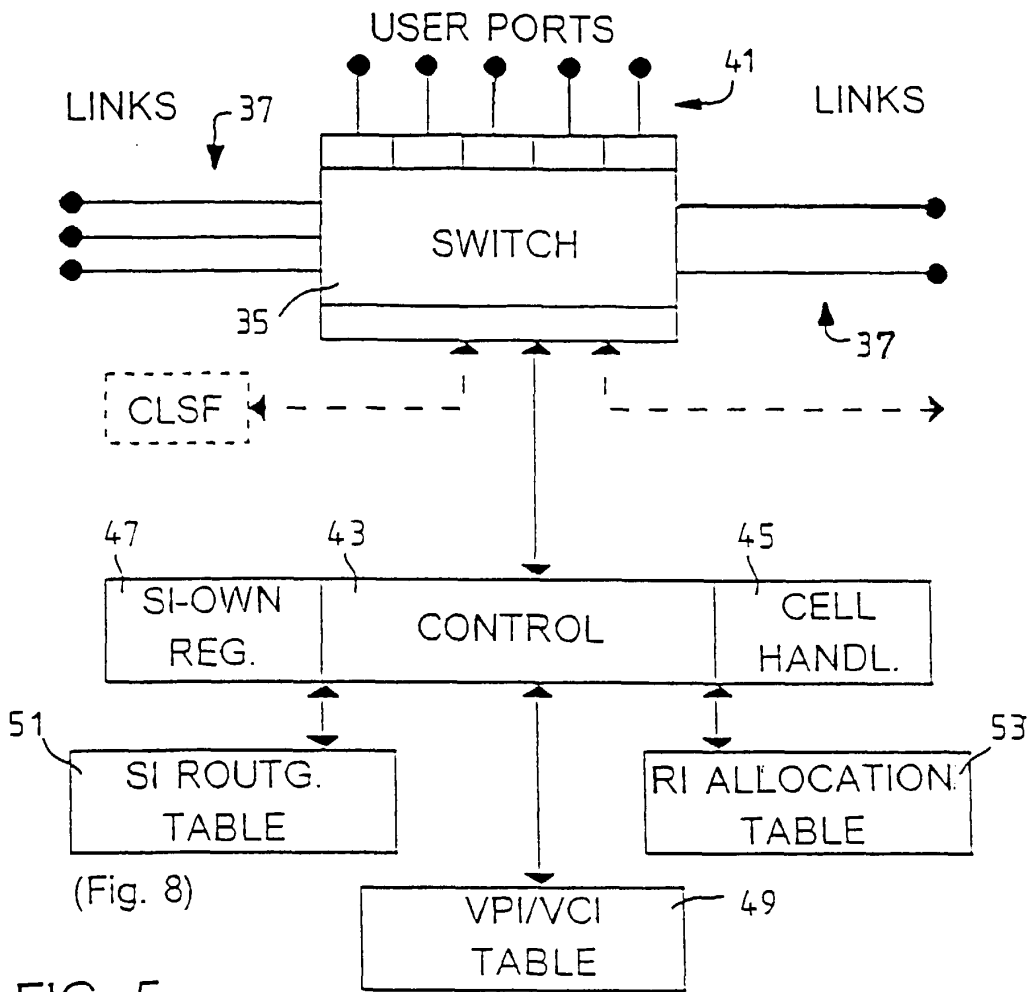 USER PORTS
41
LINKS
37
LINKS
SWITCH
35
37
CLSF
47
43
45
SI-OWN
REG.
CONTROL
CELL
HANDL.
51
53
SI ROUTG.
TABLE
RI ALLOCATION
TABLE
(Fig. 8)
VPI/VCI
TABLE
49
FIG. 5